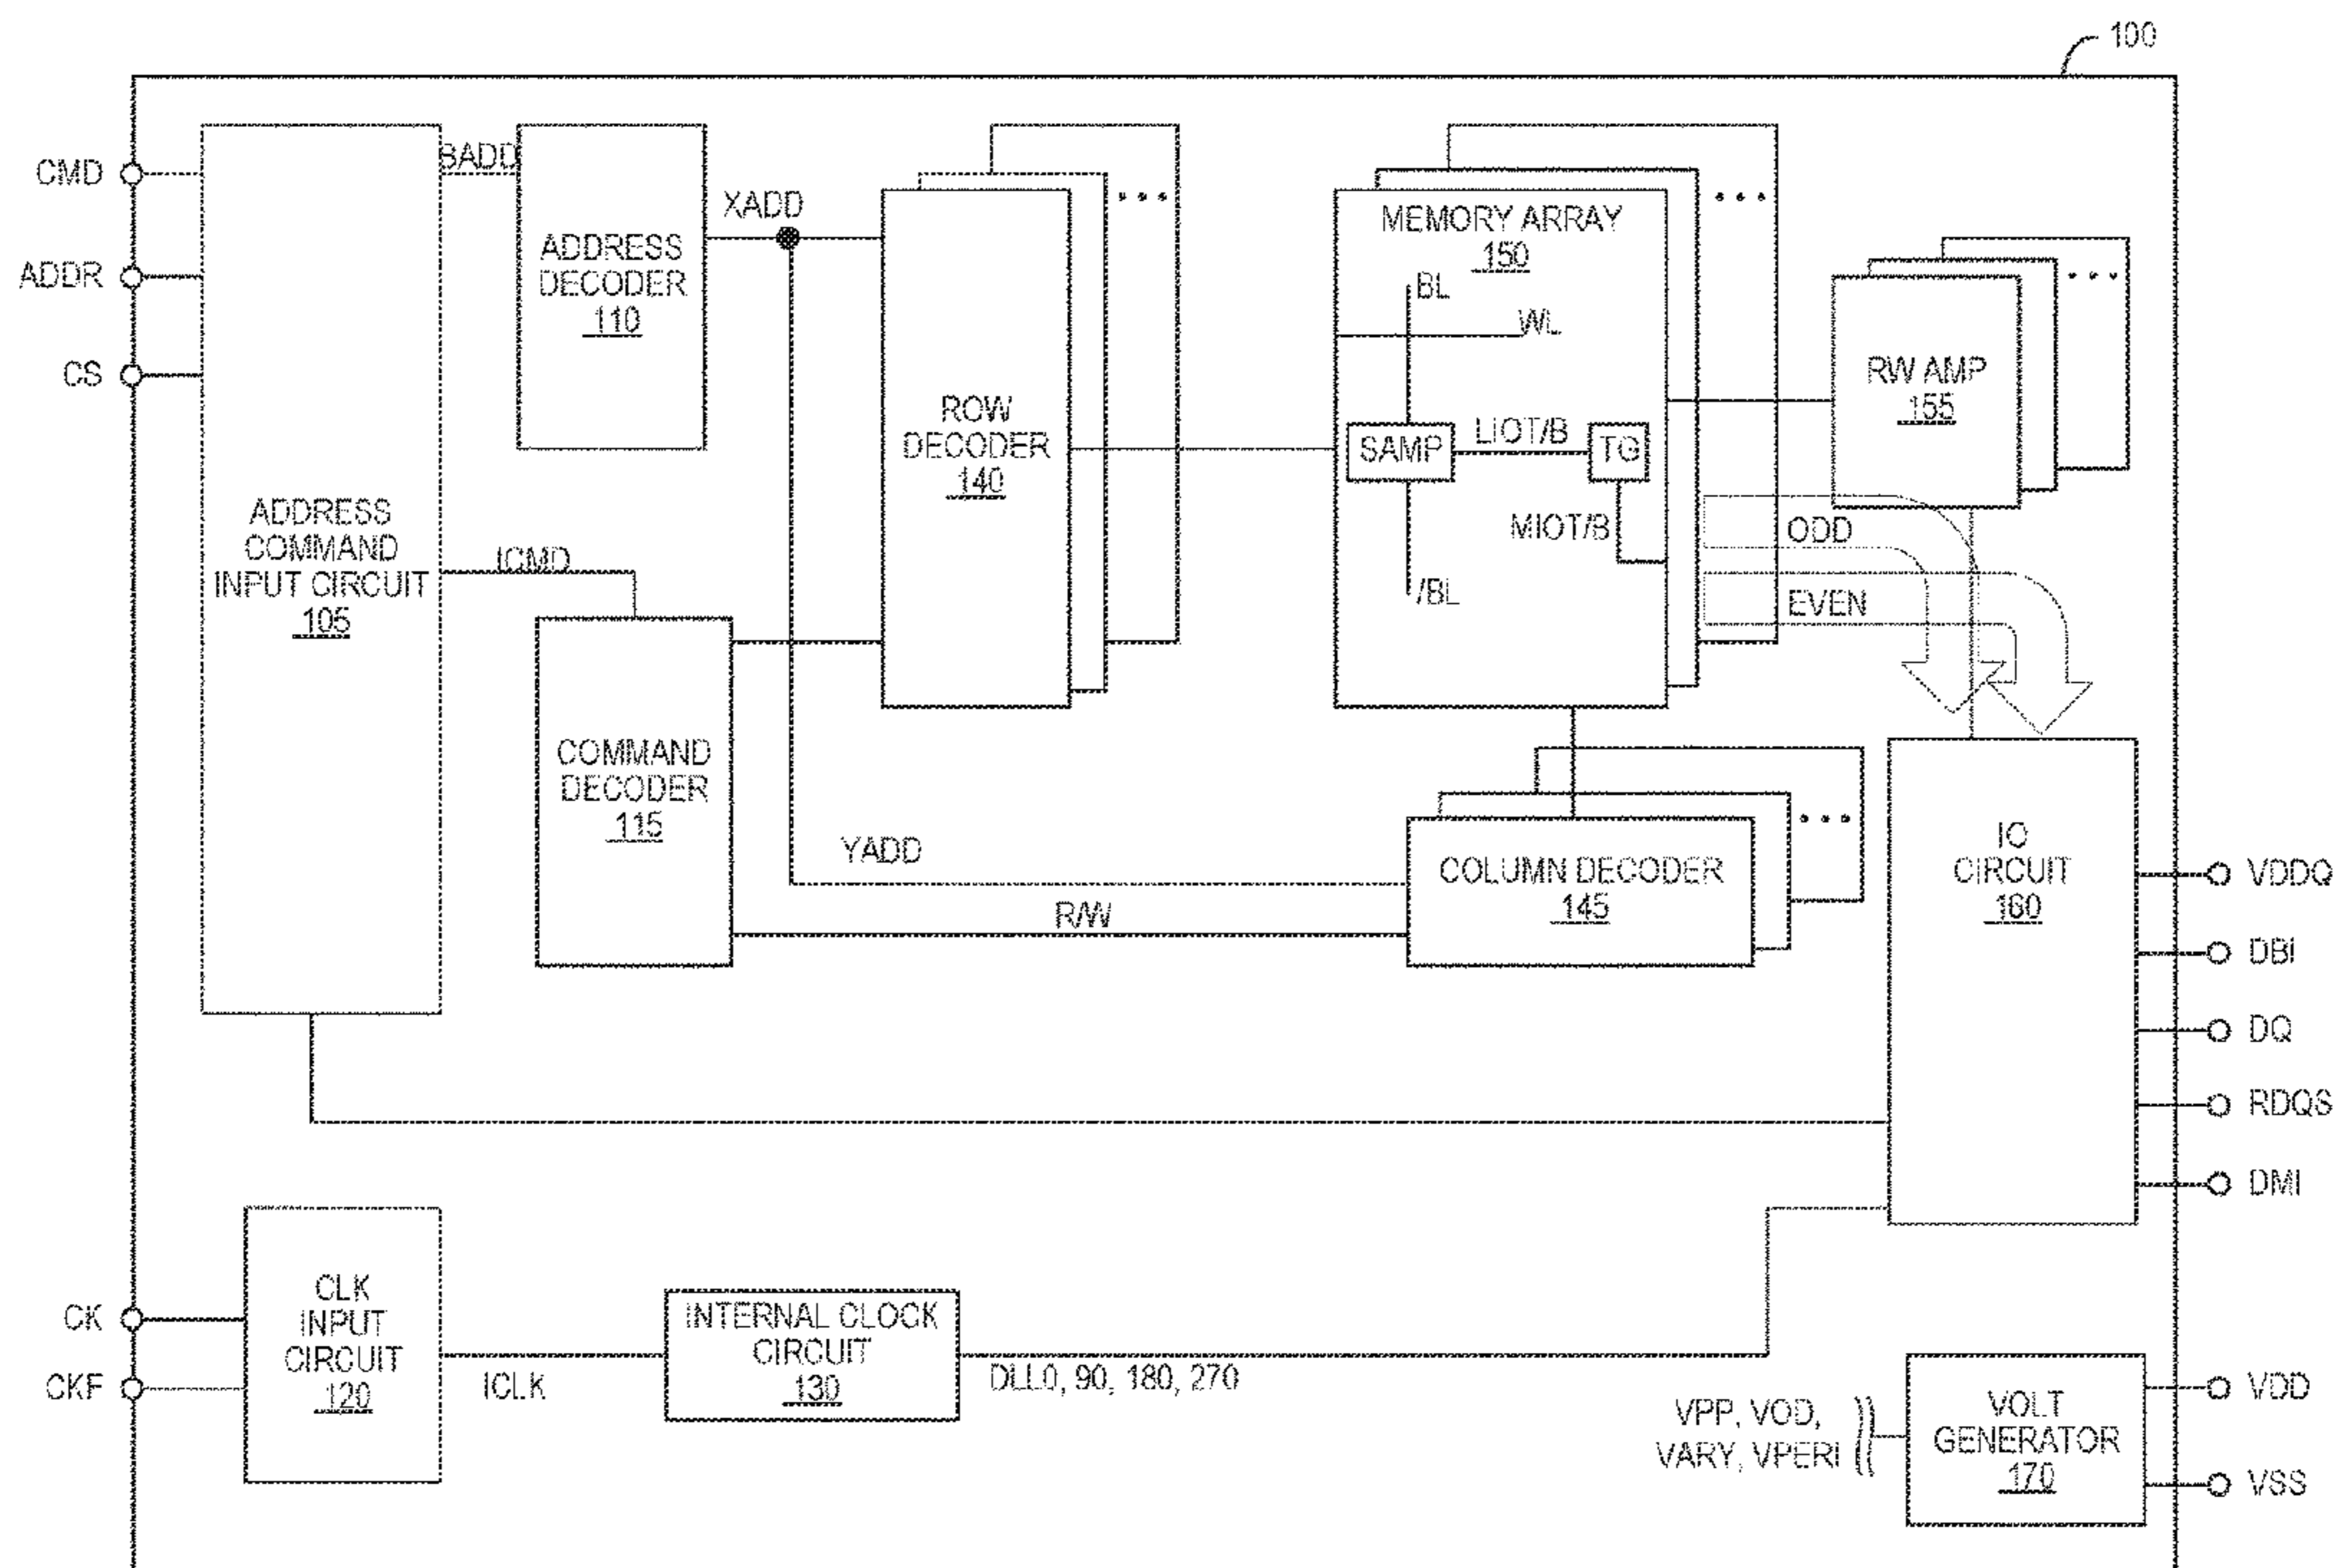 100
CMD
ADDR
CS
BADD
XADD
ADDRESS
DECODER
110
ADDRESS
COMMAND
INPUT CIRCUIT
105
ICMD
COMMAND
DECODER
115
ROW
DECODER
140
...
MEMORY ARRAY
150
BL
WL
SAMP
LIOT/B
TG
MIOT/B
/BL
...
RW AMP
155
...
ODD
EVEN
YADD
R/W
COLUMN DECODER
145
...
IO
CIRCUIT
160
VDDQ
DBI
DQ
RDQS
DMI
CK
CKF
CLK
INPUT
CIRCUIT
120
ICLK
INTERNAL CLOCK
CIRCUIT
130
DLL0, 90, 180, 270
VPP, VOD,
VARY, VPERI
VOLT
GENERATOR
170
VDD
VSS